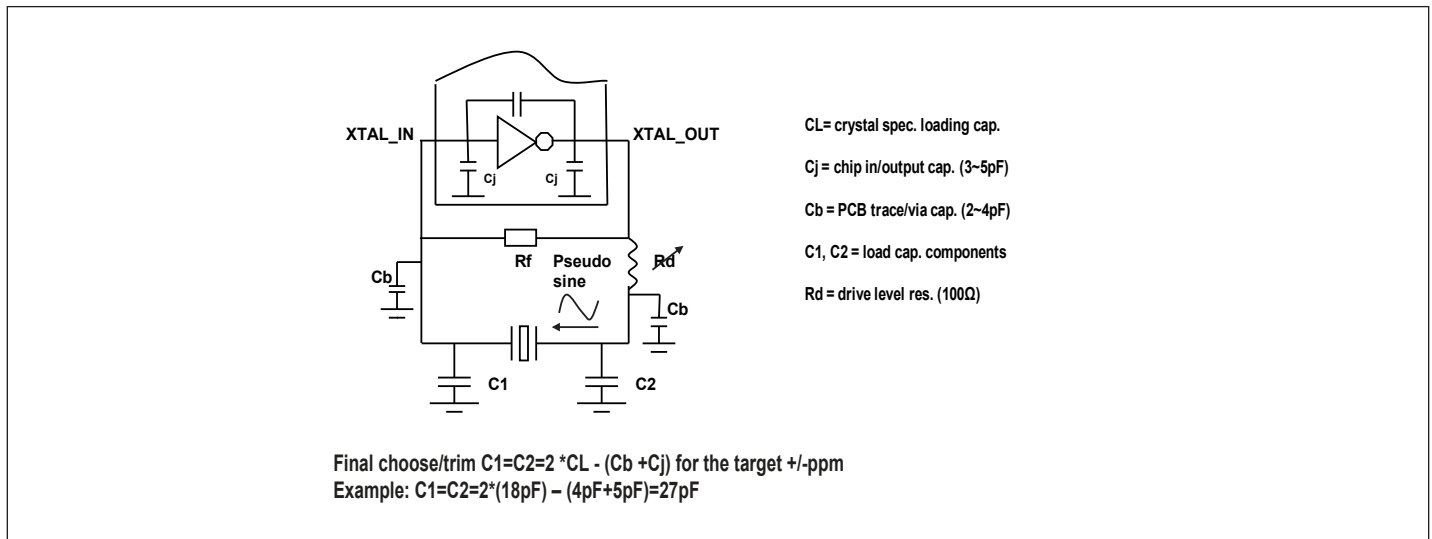 XTAL_IN
XTAL_OUT
Cj
Cj
Rf
Pseudo
sine
Rd
Cb
Cb
C1
C2
CL= crystal spec. loading cap.
Cj = chip in/output cap. (3~5pF)
Cb = PCB trace/via cap. (2~4pF)
C1, C2 = load cap. components
Rd = drive level res. (100Ω)
Final choose/trim C1=C2=2 *CL - (Cb +Cj) for the target +/-ppm
Example: C1=C2=2*(18pF) – (4pF+5pF)=27pF